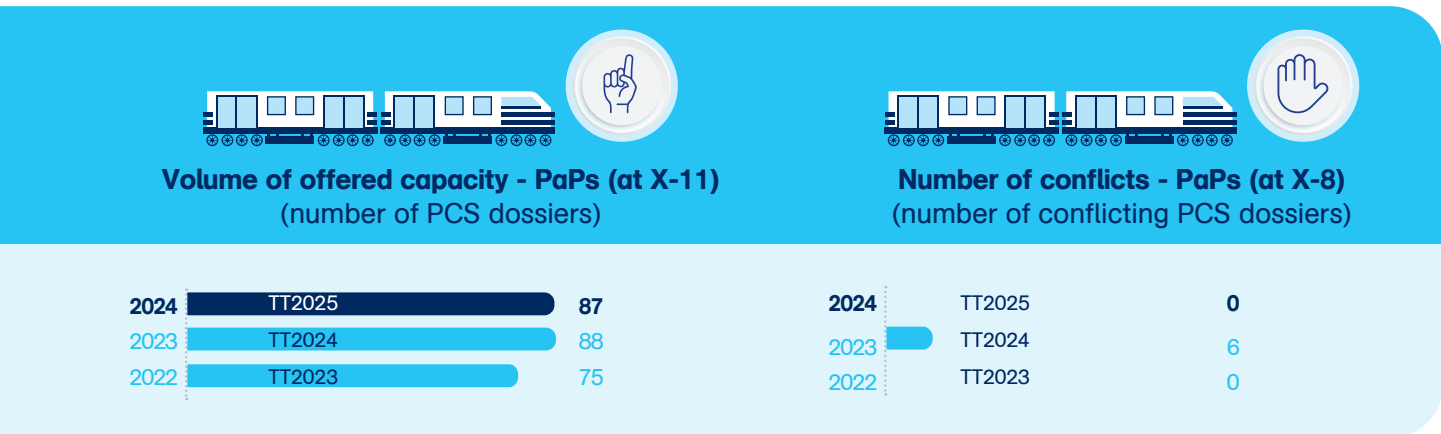 Volume of offered capacity - PaPs (at X-11)
(number of PCS dossiers)
2024 TT2025 87
2023 TT2024 88
2022 TT2023 75
Number of conflicts - PaPs (at X-8)
(number of conflicting PCS dossiers)
2024 TT2025 0
2023 TT2024 6
2022 TT2023 0